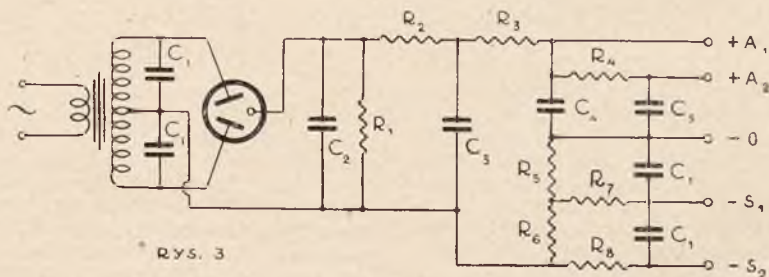 R₂
R₃
+ A₁
R₄
+ A₂
C₁
C₁
C₂
R₁
C₃
C₄
C₃
- 0
R₅
C₁
R₇
- S₁
R₆
C₁
R₈
- S₂
RYS. 3